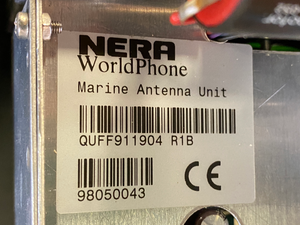 NERA
WorldPhone
Marine Antenna Unit
QUFF911904 R1B
98050043
CE